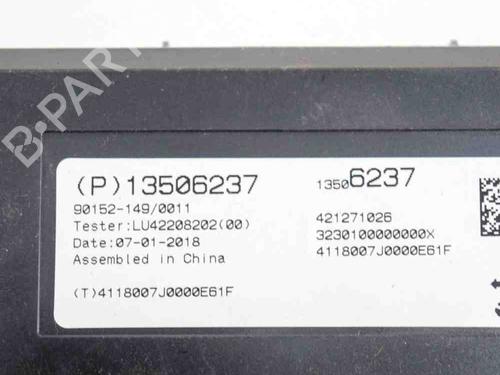 B-PARTS
(P)13506237
13506237
90152-149/0011
Tester:LU42208202(00)
Date:07-01-2018
Assembled in China
(T)4118007J0000E61F
421271026
3230100000000X
4118007J0000E61F